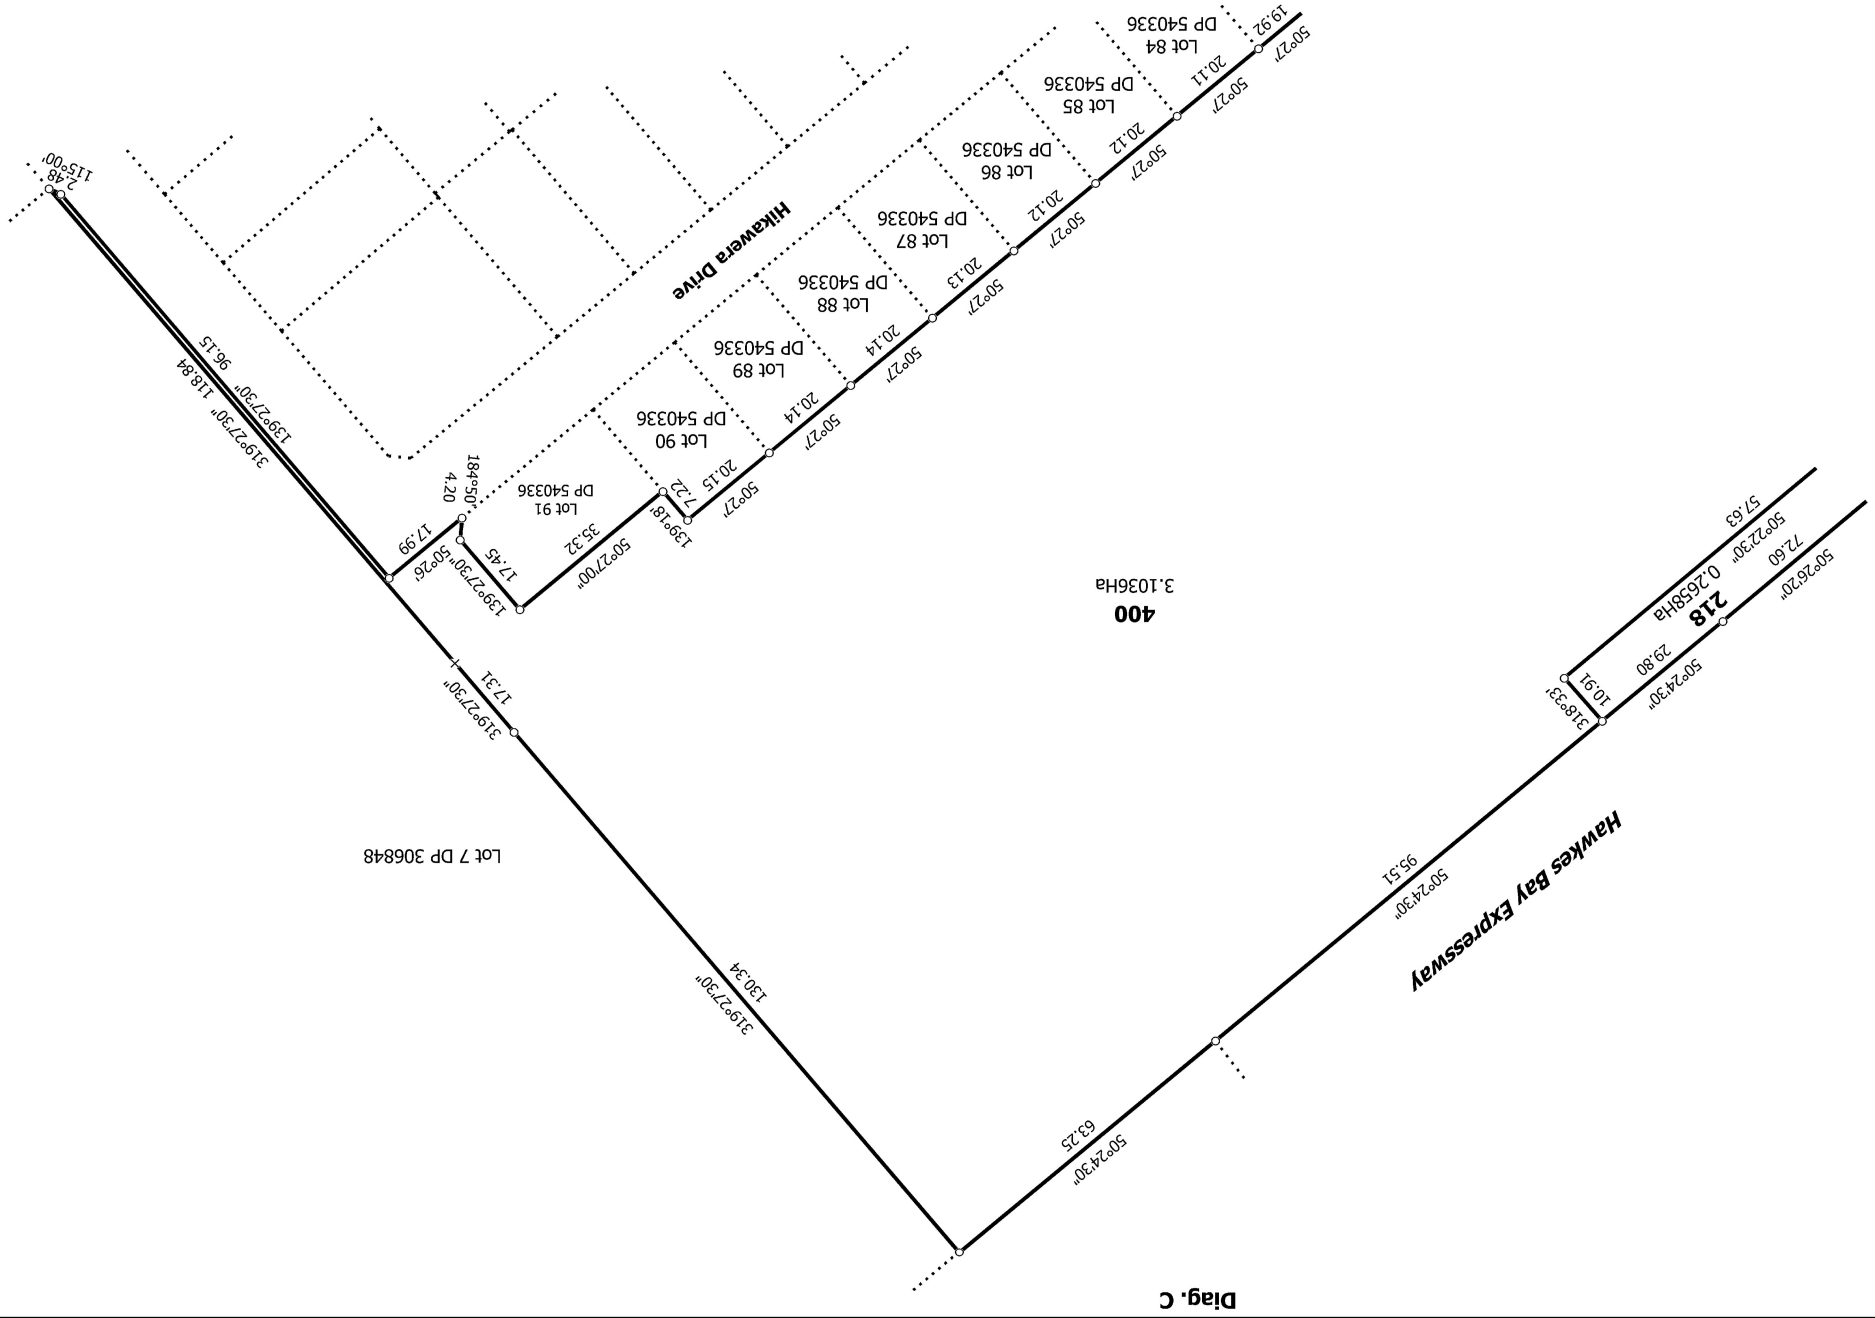 Diag. C
63.25
50°24'30"
130.34
319°27'30"
Hawkes Bay Expressway
95.51
50°24'30"
Lot 7 DP 306848
17.31
319°27'30"
29.80
50°24'30"
10.91
318°33'
218
0.2658Ha
72.60
50°26'20"
57.63
50°22'30"
400
3.1036Ha
118.84
319°27'30"
96.15
139°27'30"
2.48
115°00'
17.99
50°26'
4.20
184°50'
17.45
139°27'30"
35.32
50°27'00"
7.22
139°18'
Lot 91
DP 540336
20.15
50°27'
Lot 90
DP 540336
20.14
50°27'
Lot 89
DP 540336
20.14
50°27'
Lot 88
DP 540336
20.13
50°27'
Lot 87
DP 540336
20.12
50°27'
Lot 86
DP 540336
20.12
50°27'
Lot 85
DP 540336
20.11
50°27'
Lot 84
DP 540336
19.92
50°27'
Hikawera Drive